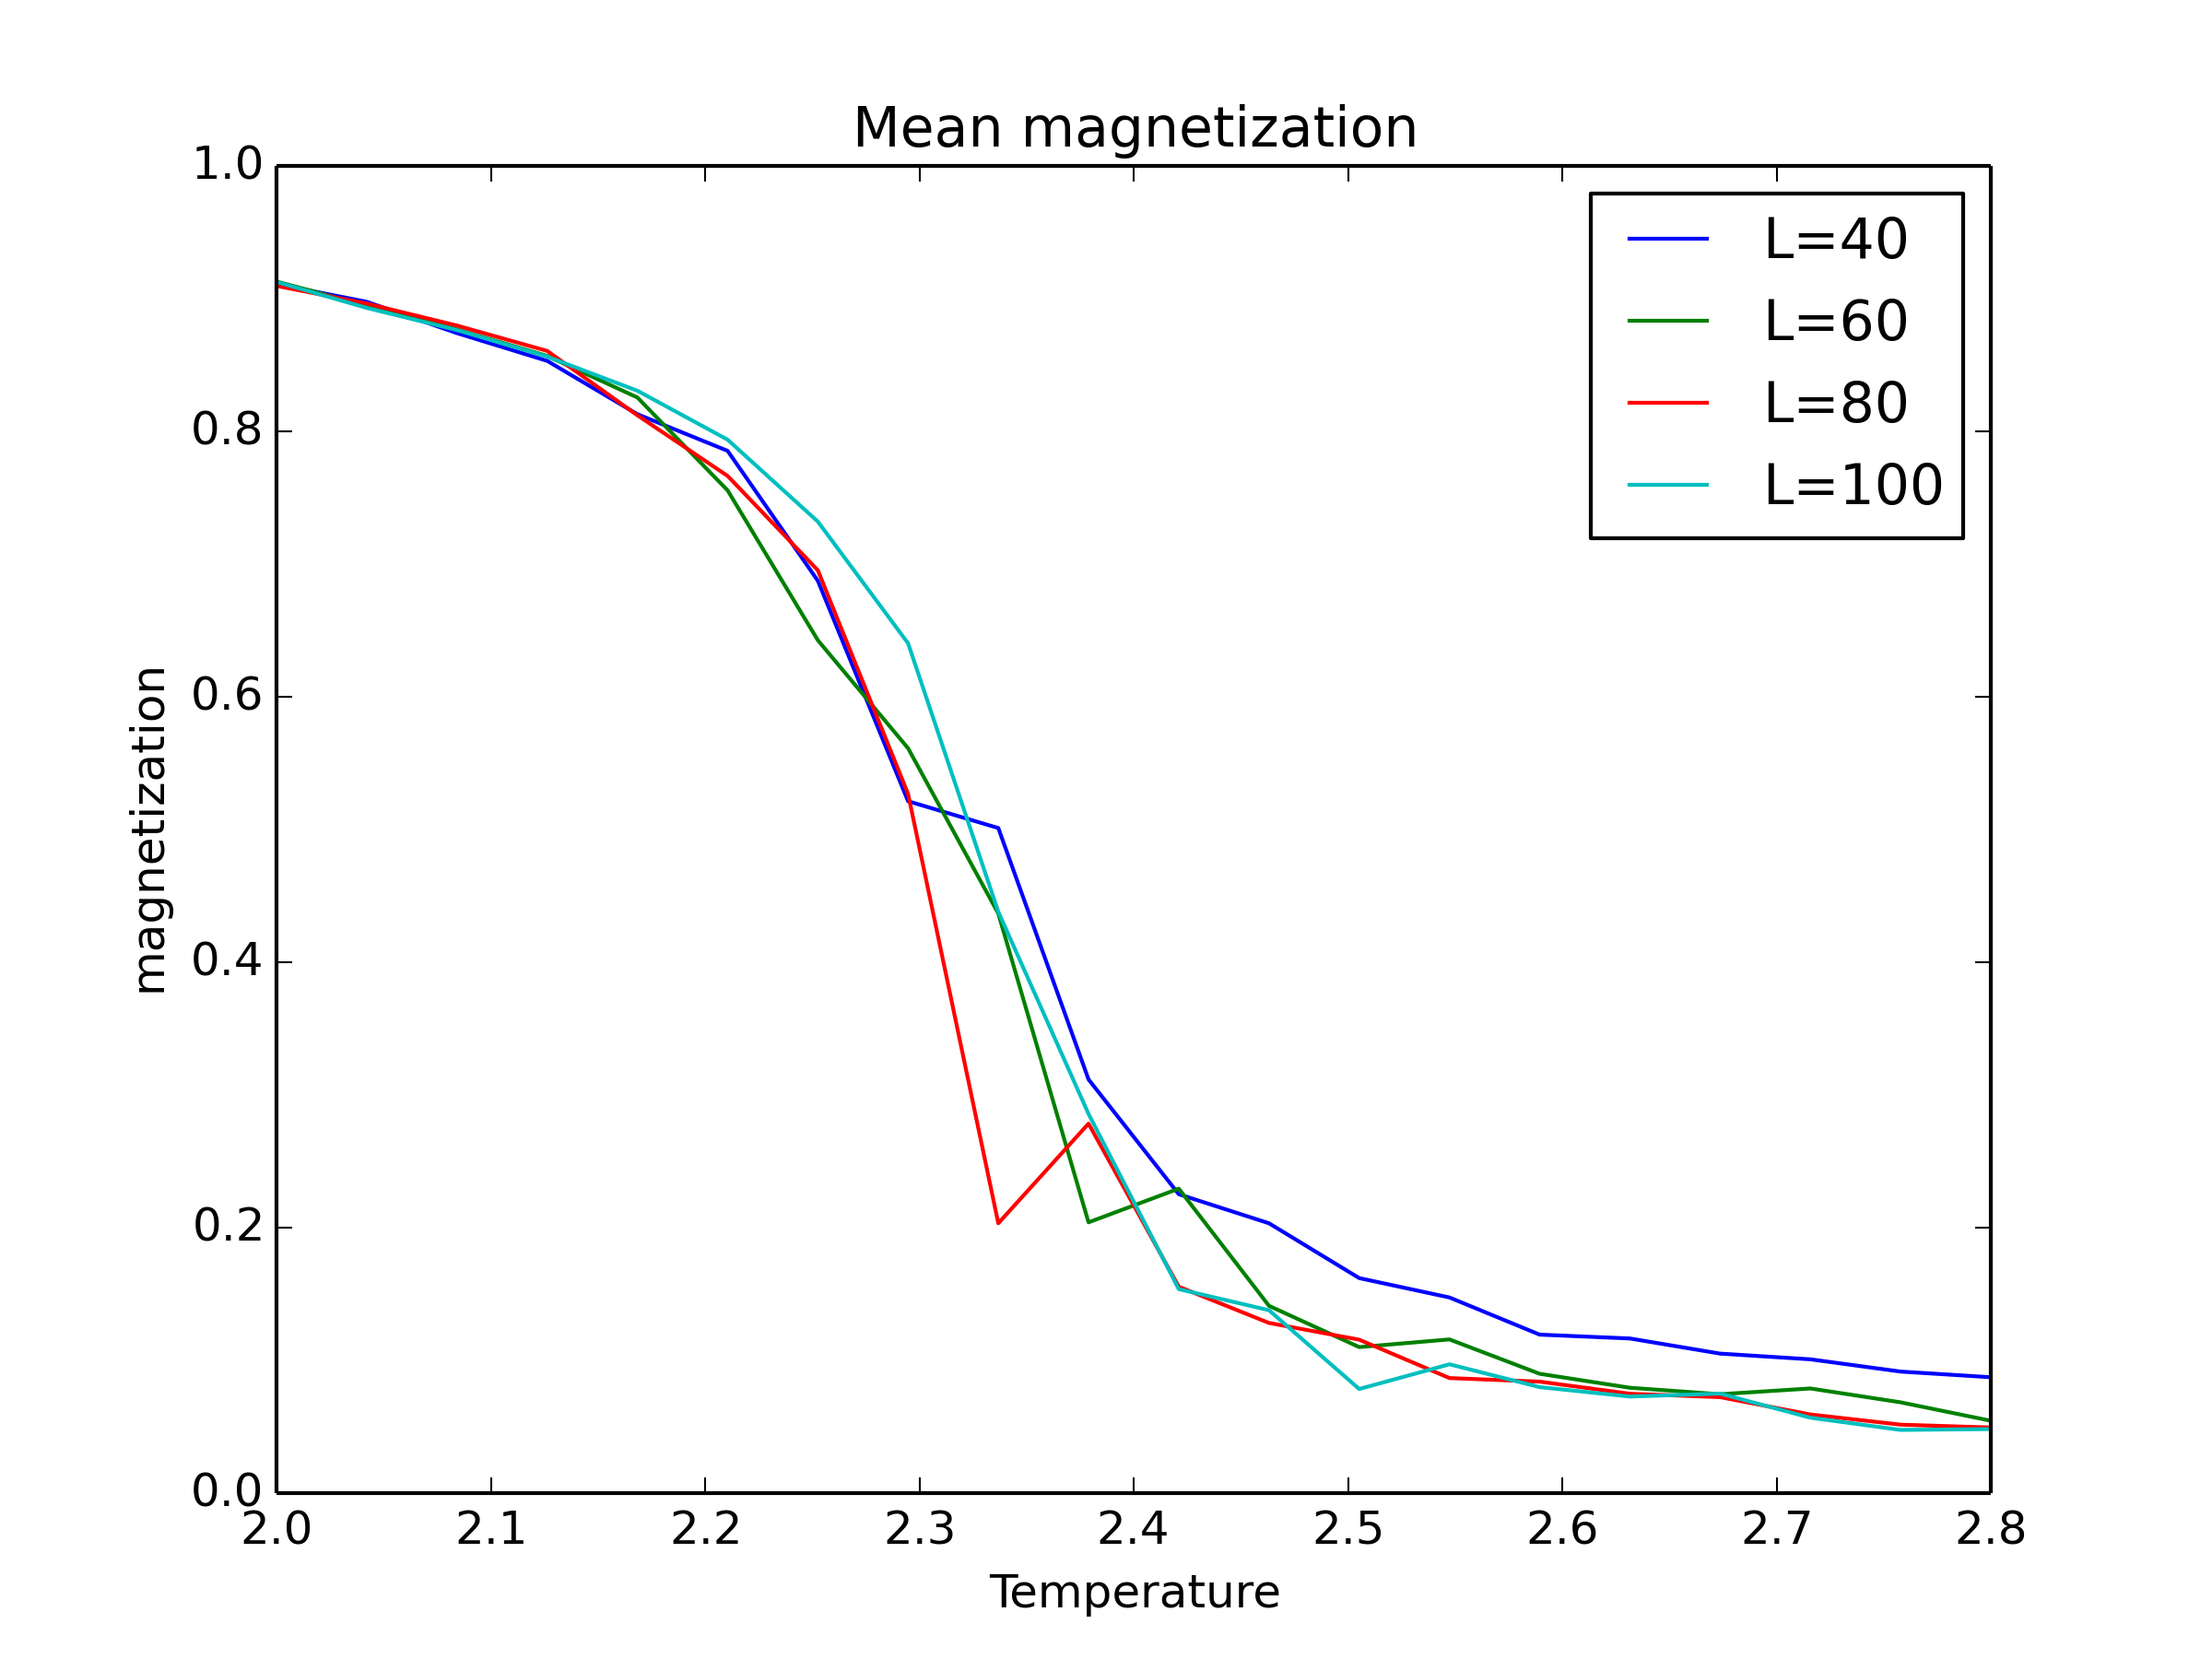 Mean magnetization
1.0
0.8
0.6
0.4
0.2
0.0
magnetization
L=40
L=60
L=80
L=100
2.0 2.1 2.2 2.3 2.4 2.5 2.6 2.7 2.8
Temperature